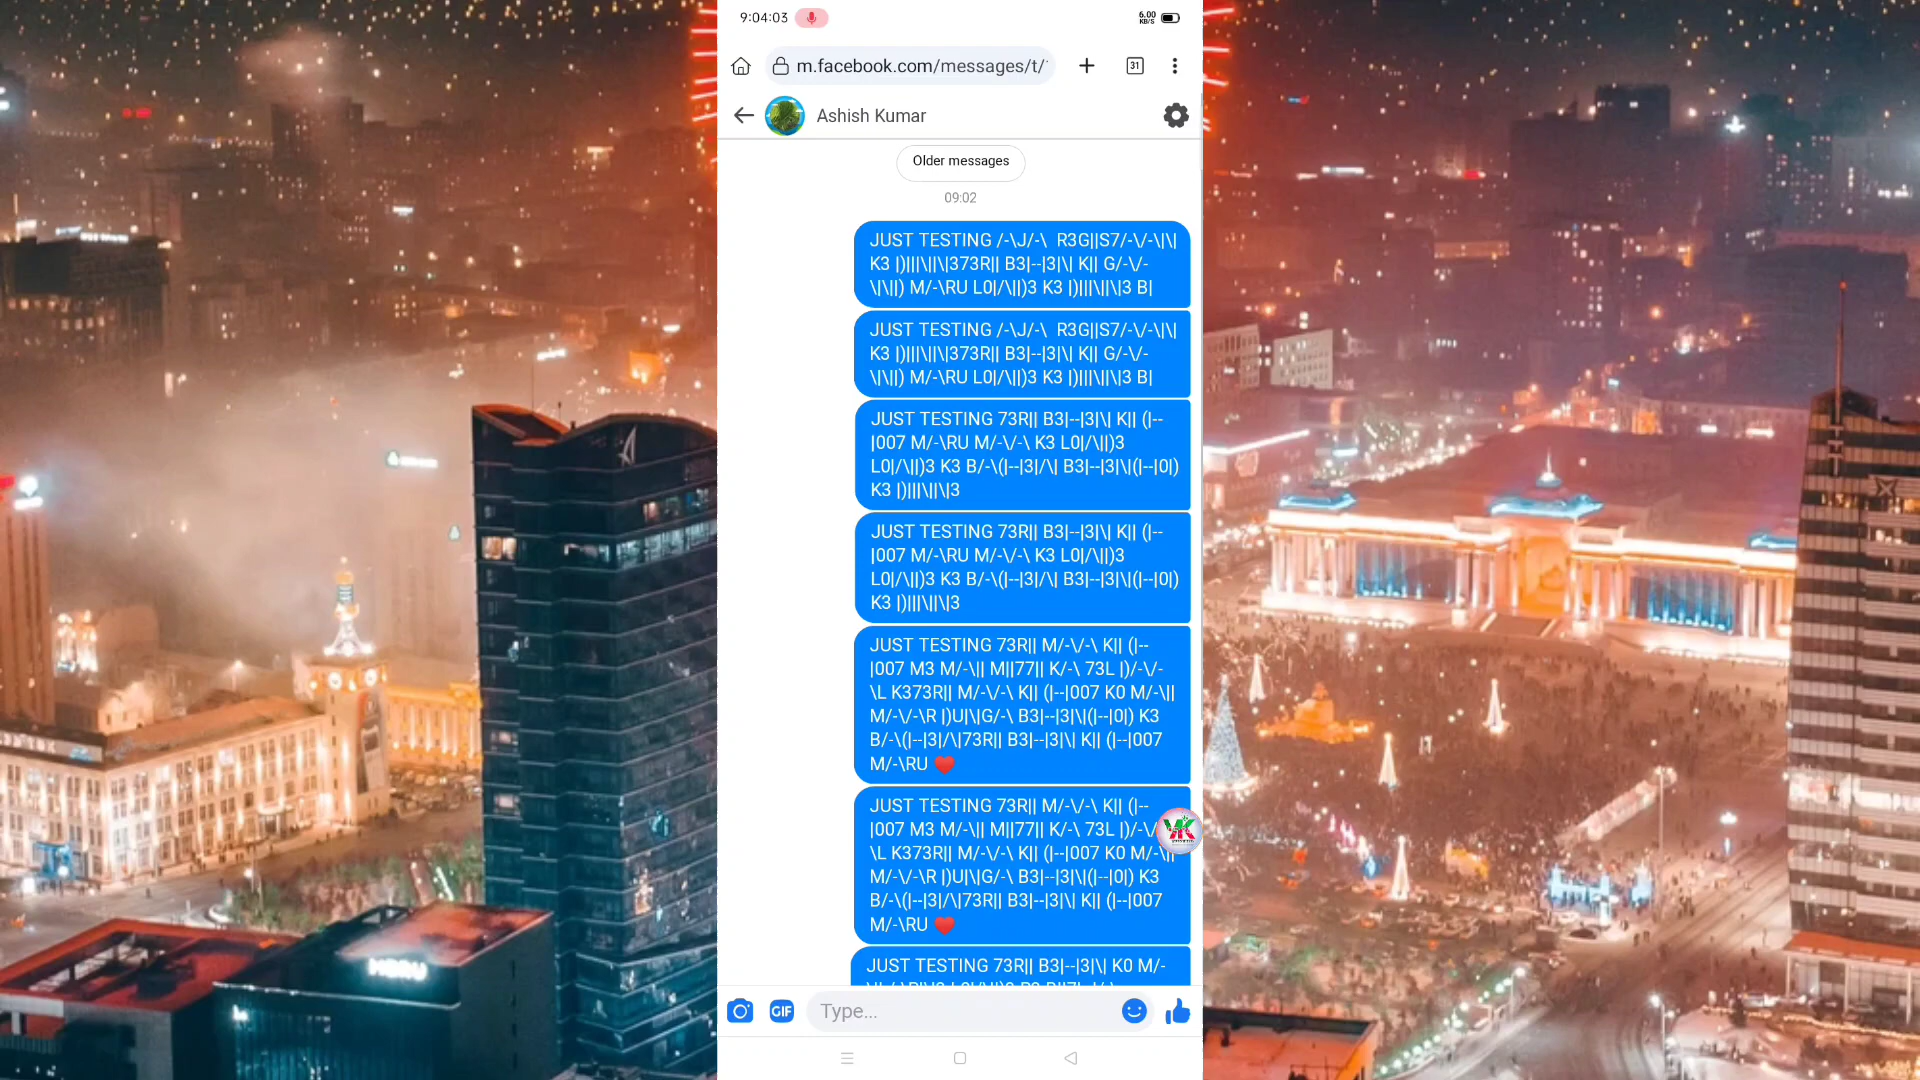 9:04:03
6.00
KB/S
m.facebook.com/messages/t/
31
Ashish Kumar
Older messages
09:02
JUST TESTING /-\J/-\  R3G||S7/-\/-\|\|
K3 |)|||\||\|373R|| B3|--|3|\| K|| G/-\/-
\|\||) M/-\RU L0|/\||)3 K3 |)|||\||\|3 B|
JUST TESTING /-\J/-\  R3G||S7/-\/-\|\|
K3 |)|||\||\|373R|| B3|--|3|\| K|| G/-\/-
\|\||) M/-\RU L0|/\||)3 K3 |)|||\||\|3 B|
JUST TESTING 73R|| B3|--|3|\| K|| (|--
|007 M/-\RU M/-\/-\ K3 L0|/\||)3
L0|/\||)3 K3 B/-\(|--|3|/\| B3|--|3|\|(|--|0|)
K3 |)|||\||\|3
JUST TESTING 73R|| B3|--|3|\| K|| (|--
|007 M/-\RU M/-\/-\ K3 L0|/\||)3
L0|/\||)3 K3 B/-\(|--|3|/\| B3|--|3|\|(|--|0|)
K3 |)|||\||\|3
JUST TESTING 73R|| M/-\/-\ K|| (|--
|007 M3 M/-\|| M||77|| K/-\ 73L |)/-\/-
\L K373R|| M/-\/-\ K|| (|--|007 K0 M/-\||
M/-\/-\R |)U|\|G/-\ B3|--|3|\|(|--|0|) K3
B/-\(|--|3|/\|73R|| B3|--|3|\| K|| (|--|007
M/-\RU ♥️
JUST TESTING 73R|| M/-\/-\ K|| (|--
|007 M3 M/-\|| M||77|| K/-\ 73L |)/-\/
\L K373R|| M/-\/-\ K|| (|--|007 K0 M/-\||
M/-\/-\R |)U|\|G/-\ B3|--|3|\|(|--|0|) K3
B/-\(|--|3|/\|73R|| B3|--|3|\| K|| (|--|007
M/-\RU ♥️
JUST TESTING 73R|| B3|--|3|\| K0 M/-
GIF
Type...